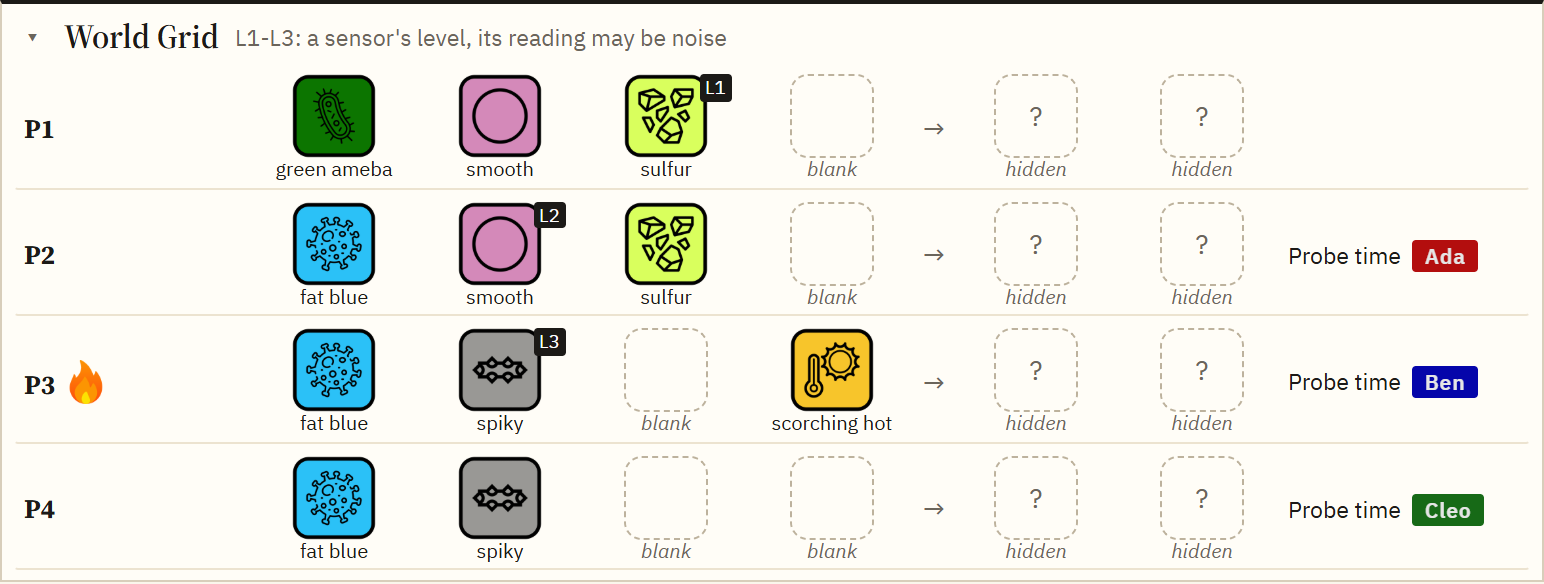 ▾ World Grid L1-L3: a sensor's level, its reading may be noise
L1
P1 → ? ?
green ameba smooth sulfur blank hidden hidden
L2
P2 → ? ? Probe time Ada
fat blue smooth sulfur blank hidden hidden
L3
P3 → ? ? Probe time Ben
fat blue spiky blank scorching hot hidden hidden
P4 → ? ? Probe time Cleo
fat blue spiky blank blank hidden hidden